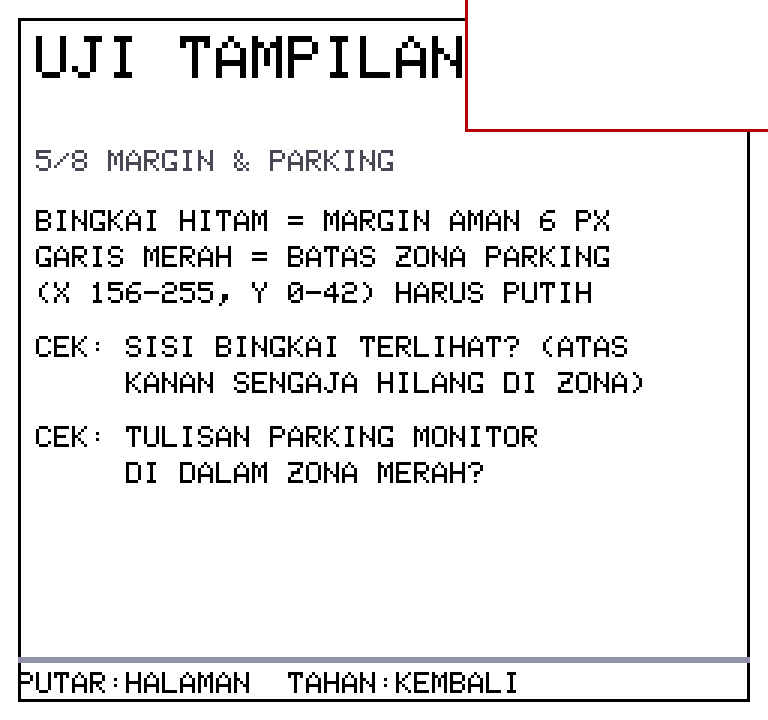 UJI TAMPILAN
5/8 MARGIN & PARKING
BINGKAI HITAM = MARGIN AMAN 6 PX
GARIS MERAH = BATAS ZONA PARKING
(X 156-255, Y 0-42) HARUS PUTIH
CEK: SISI BINGKAI TERLIHAT? (ATAS
KANAN SENGAJA HILANG DI ZONA)
CEK: TULISAN PARKING MONITOR
DI DALAM ZONA MERAH?
PUTAR:HALAMAN TAHAN:KEMBALI